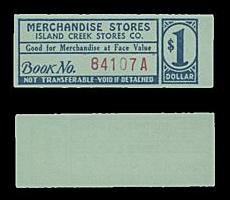 MERCHANDISE STORES
ISLAND CREEK STORES CO.
Good for Merchandise at Face Value
Book No. 84107A
NOT TRANSFERABLE-VOID IF DETACHED
$1
DOLLAR